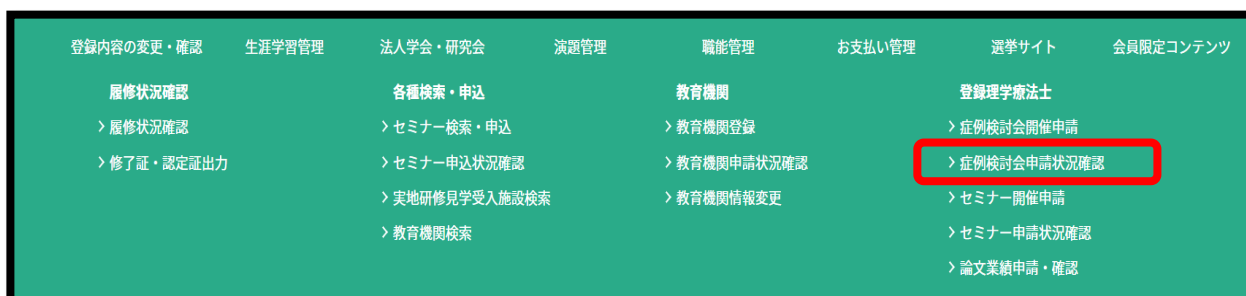 登録内容の変更・確認 生涯学習管理 法人学会・研究会 演題管理 職能管理 お支払い管理 選挙サイト 会員限定コンテンツ
履修状況確認 各種検索・申込 教育機関 登録理学療法士
> 履修状況確認 > セミナー検索・申込 > 教育機関登録 > 症例検討会開催申請
> 修了証・認定証出力 > セミナー申込状況確認 > 教育機関申請状況確認 > 症例検討会申請状況確認
> 実地研修見学受入施設検索 > 教育機関情報変更 > セミナー開催申請
> 教育機関検索 > セミナー申請状況確認
> 論文業績申請・確認